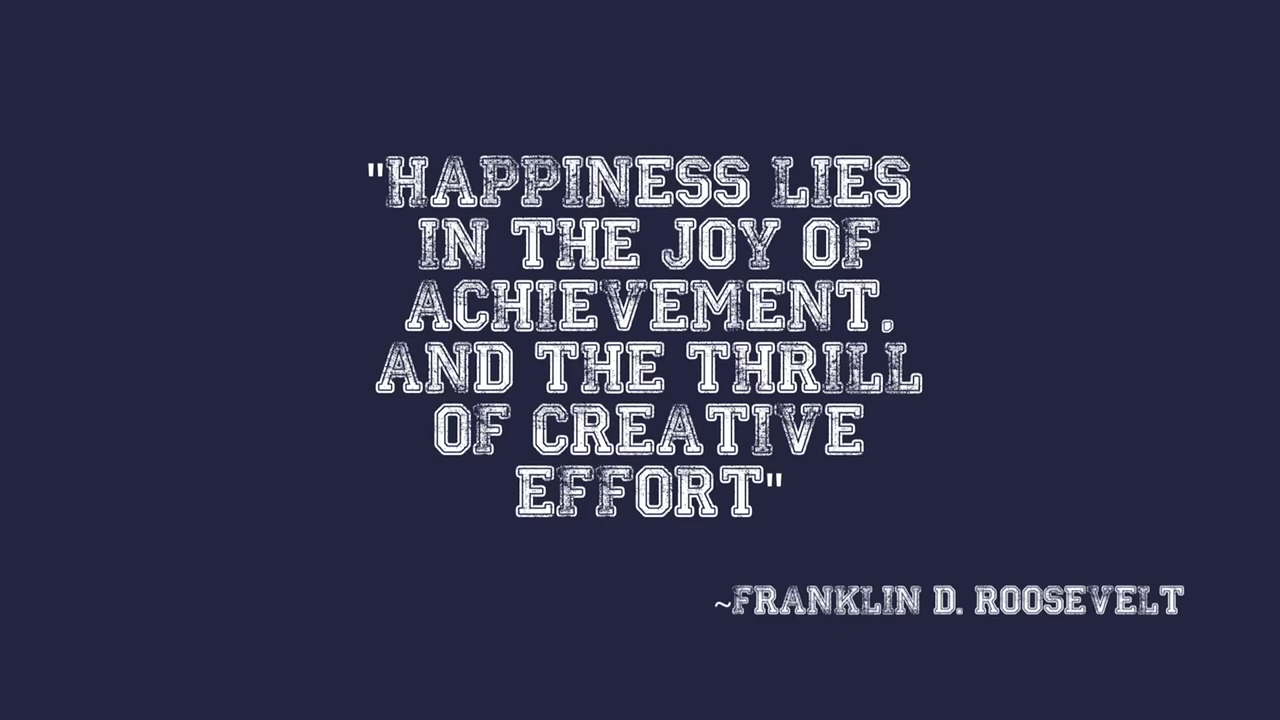 "HAPPINESS LIES
IN THE JOY OF
ACHIEVEMENT,
AND THE THRILL
OF CREATIVE
EFFORT"
~FRANKLIN D. ROOSEVELT